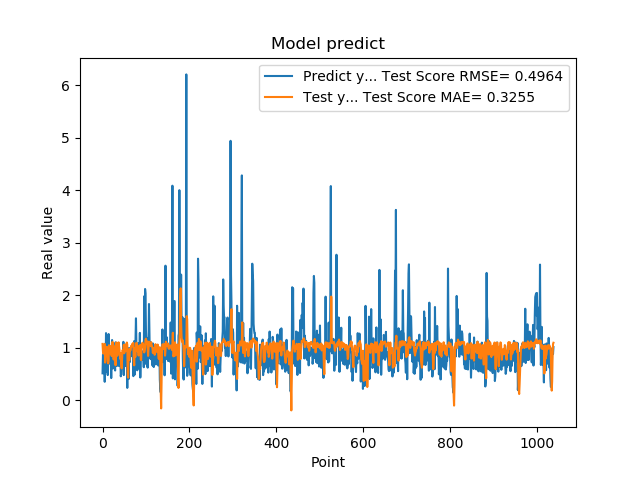 Model predict
Predict y... Test Score RMSE= 0.4964
Test y... Test Score MAE= 0.3255
Real value
6
5
4
3
2
1
0
0 200 400 600 800 1000
Point